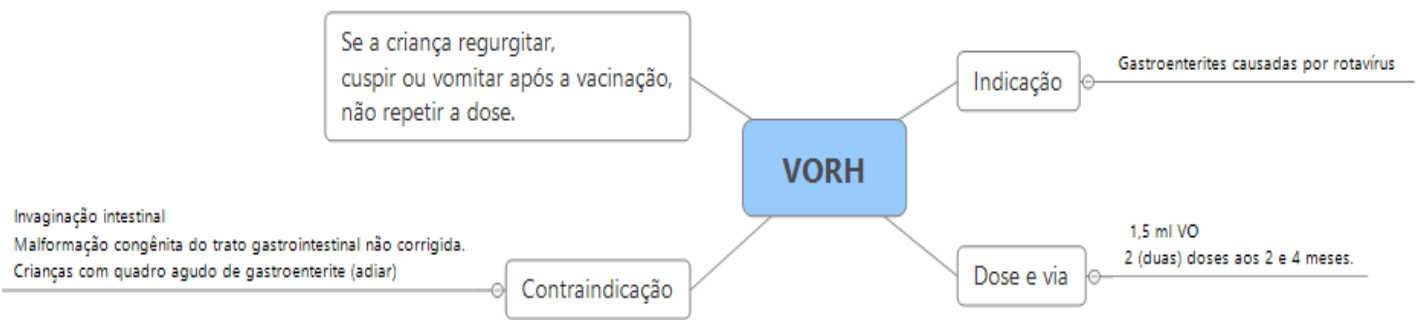 Se a criança regurgitar,
cuspir ou vomitar após a vacinação,
não repetir a dose.
Indicação
Gastroenterites causadas por rotavírus
VORH
Invaginação intestinal
Malformação congênita do trato gastrointestinal não corrigida.
Crianças com quadro agudo de gastroenterite (adiar)
Contraindicação
Dose e via
1,5 ml VO
2 (duas) doses aos 2 e 4 meses.